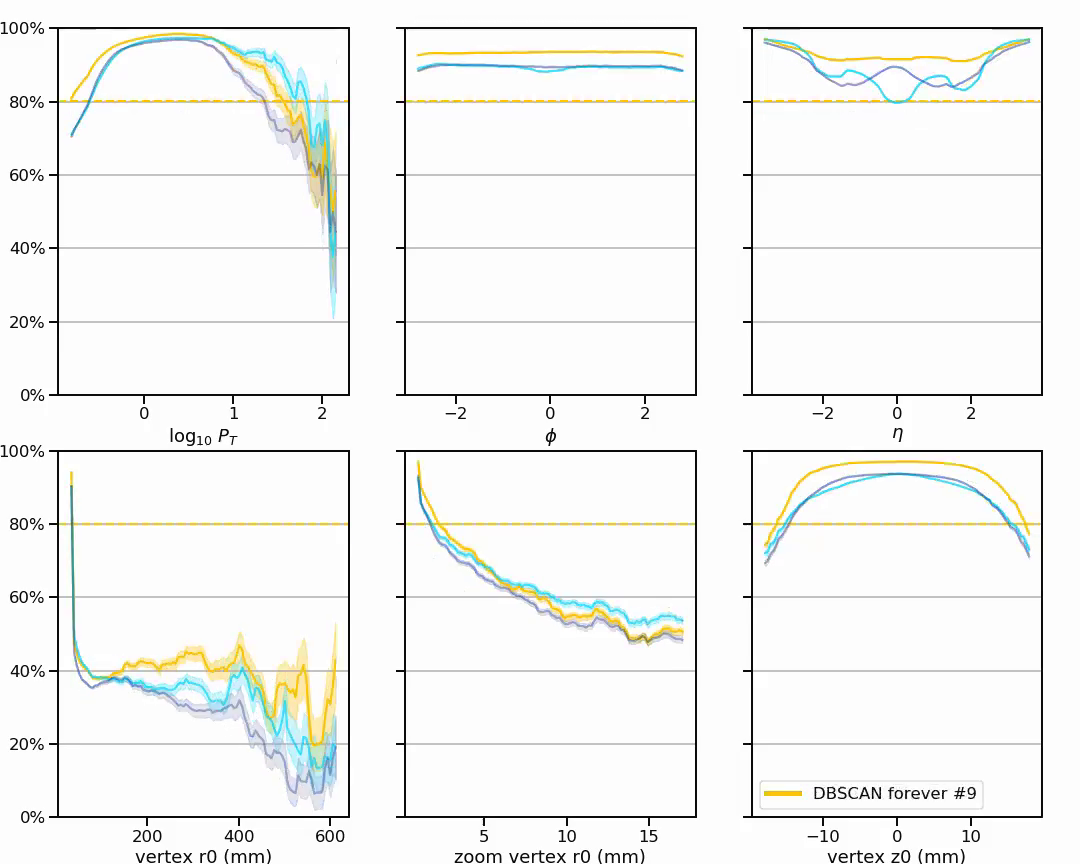 100%
80%
60%
40%
20%
0%
0 1 2
−2 0 2
−2 0 2
log₁₀ P_T
ϕ
η
100%
80%
60%
40%
20%
0%
DBSCAN forever #9
200 400 600
5 10 15
−10 0 10
vertex r0 (mm)
zoom vertex r0 (mm)
vertex z0 (mm)